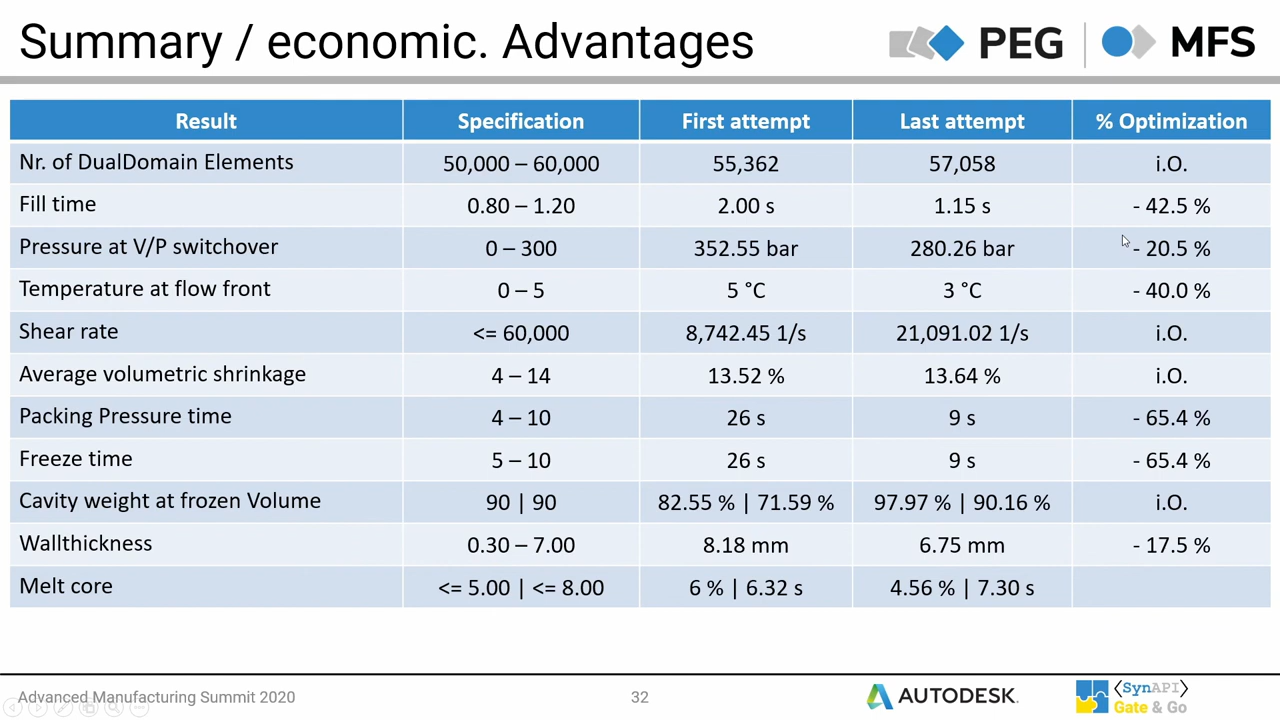 Summary / economic. Advantages
PEG | MFS
Result Specification First attempt Last attempt % Optimization
Nr. of DualDomain Elements 50,000 – 60,000 55,362 57,058 i.O.
Fill time 0.80 – 1.20 2.00 s 1.15 s - 42.5 %
Pressure at V/P switchover 0 – 300 352.55 bar 280.26 bar - 20.5 %
Temperature at flow front 0 – 5 5 °C 3 °C - 40.0 %
Shear rate <= 60,000 8,742.45 1/s 21,091.02 1/s i.O.
Average volumetric shrinkage 4 – 14 13.52 % 13.64 % i.O.
Packing Pressure time 4 – 10 26 s 9 s - 65.4 %
Freeze time 5 – 10 26 s 9 s - 65.4 %
Cavity weight at frozen Volume 90 | 90 82.55 % | 71.59 % 97.97 % | 90.16 % i.O.
Wallthickness 0.30 – 7.00 8.18 mm 6.75 mm - 17.5 %
Melt core <= 5.00 | <= 8.00 6 % | 6.32 s 4.56 % | 7.30 s
Advanced Manufacturing Summit 2020 32 AUTODESK. <SynAPI>
Gate & Go